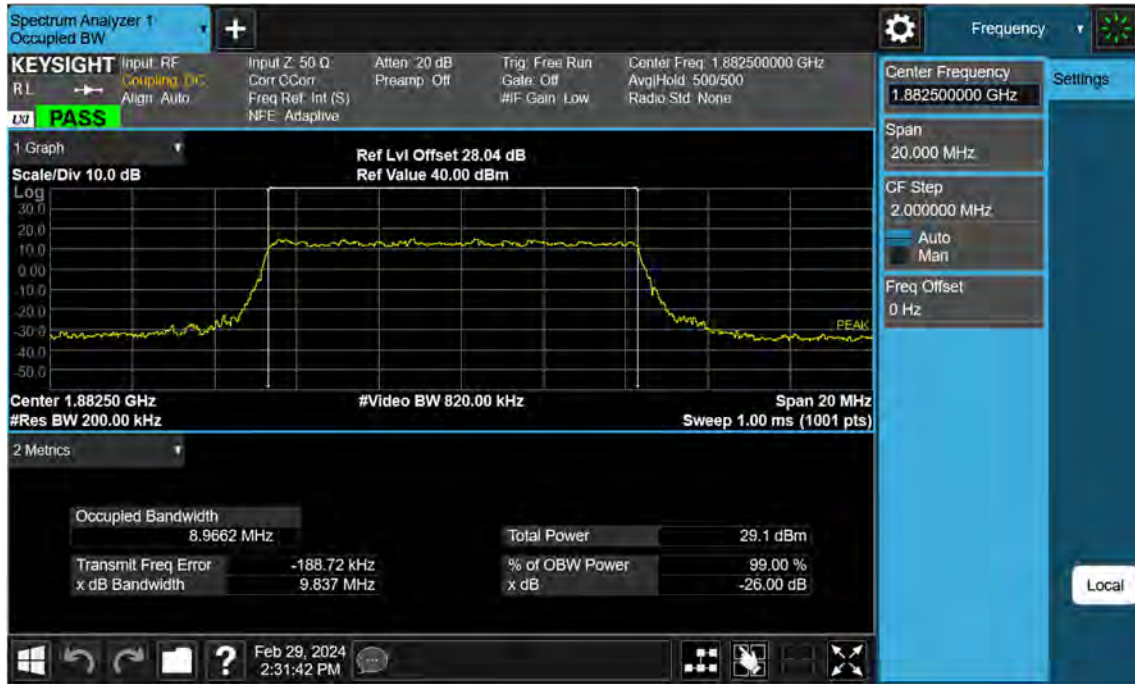 Spectrum Analyzer 1
Occupied BW
+
Frequency
KEYSIGHT
Input: RF
Coupling: DC
Align: Auto
Input Z: 50 Ω
Corr CCorr
Freq Ref: Int (S)
NFE: Adaptive
Atten: 20 dB
Preamp: Off
Trig: Free Run
Gate: Off
#IF Gain: Low
Center Freq: 1.882500000 GHz
Avg|Hold: 500/500
Radio Std: None
R L
LXI PASS
Center Frequency
1.882500000 GHz
Settings
Span
20.000 MHz
CF Step
2.000000 MHz
Auto
Man
Freq Offset
0 Hz
1 Graph
Ref Lvl Offset 28.04 dB
Scale/Div 10.0 dB
Ref Value 40.00 dBm
Log
30.0
20.0
10.0
0.00
-10.0
-20.0
-30.0
-40.0
-50.0
PEAK
Center 1.88250 GHz
#Video BW 820.00 kHz
Span 20 MHz
#Res BW 200.00 kHz
Sweep 1.00 ms (1001 pts)
2 Metrics
Occupied Bandwidth
8.9662 MHz
Total Power 29.1 dBm
Transmit Freq Error -188.72 kHz
% of OBW Power 99.00 %
x dB Bandwidth 9.837 MHz
x dB -26.00 dB
Local
?
Feb 29, 2024
2:31:42 PM